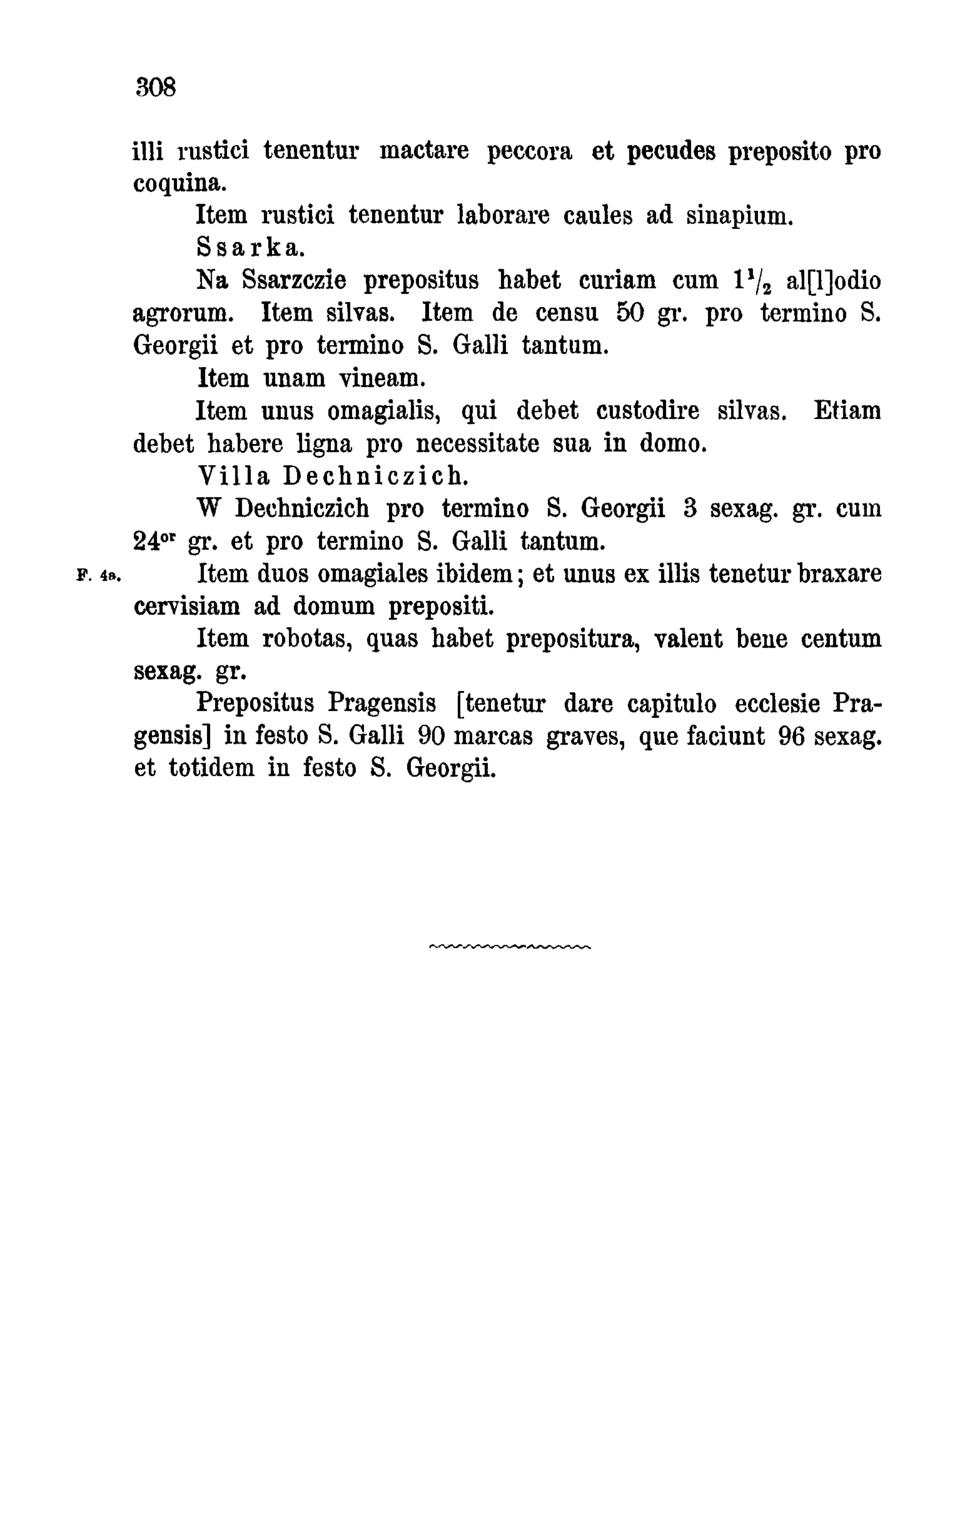 308
illi rustici tenentur mactare peccora et pecudes preposito pro
coquina.
Item rustici tenentur laborare caules ad sinapium.
Ssarka.
Na Ssarzczie prepositus habet curiam cum 1¹/₂ al[l]odio
agrorum. Item silvas. Item de censu 50 gr. pro termino S.
Georgii et pro termino S. Galli tantum.
Item unam vineam.
Item unus omagialis, qui debet custodire silvas. Etiam
debet habere ligna pro necessitate sua in domo.
Villa Dechniczich.
W Dechniczich pro termino S. Georgii 3 sexag. gr. cum
24ᵒʳ gr. et pro termino S. Galli tantum.
F. 4a. Item duos omagiales ibidem; et unus ex illis tenetur braxare
cervisiam ad domum prepositi.
Item robotas, quas habet prepositura, valent bene centum
sexag. gr.
Prepositus Pragensis [tenetur dare capitulo ecclesie Pra-
gensis] in festo S. Galli 90 marcas graves, que faciunt 96 sexag.
et totidem in festo S. Georgii.